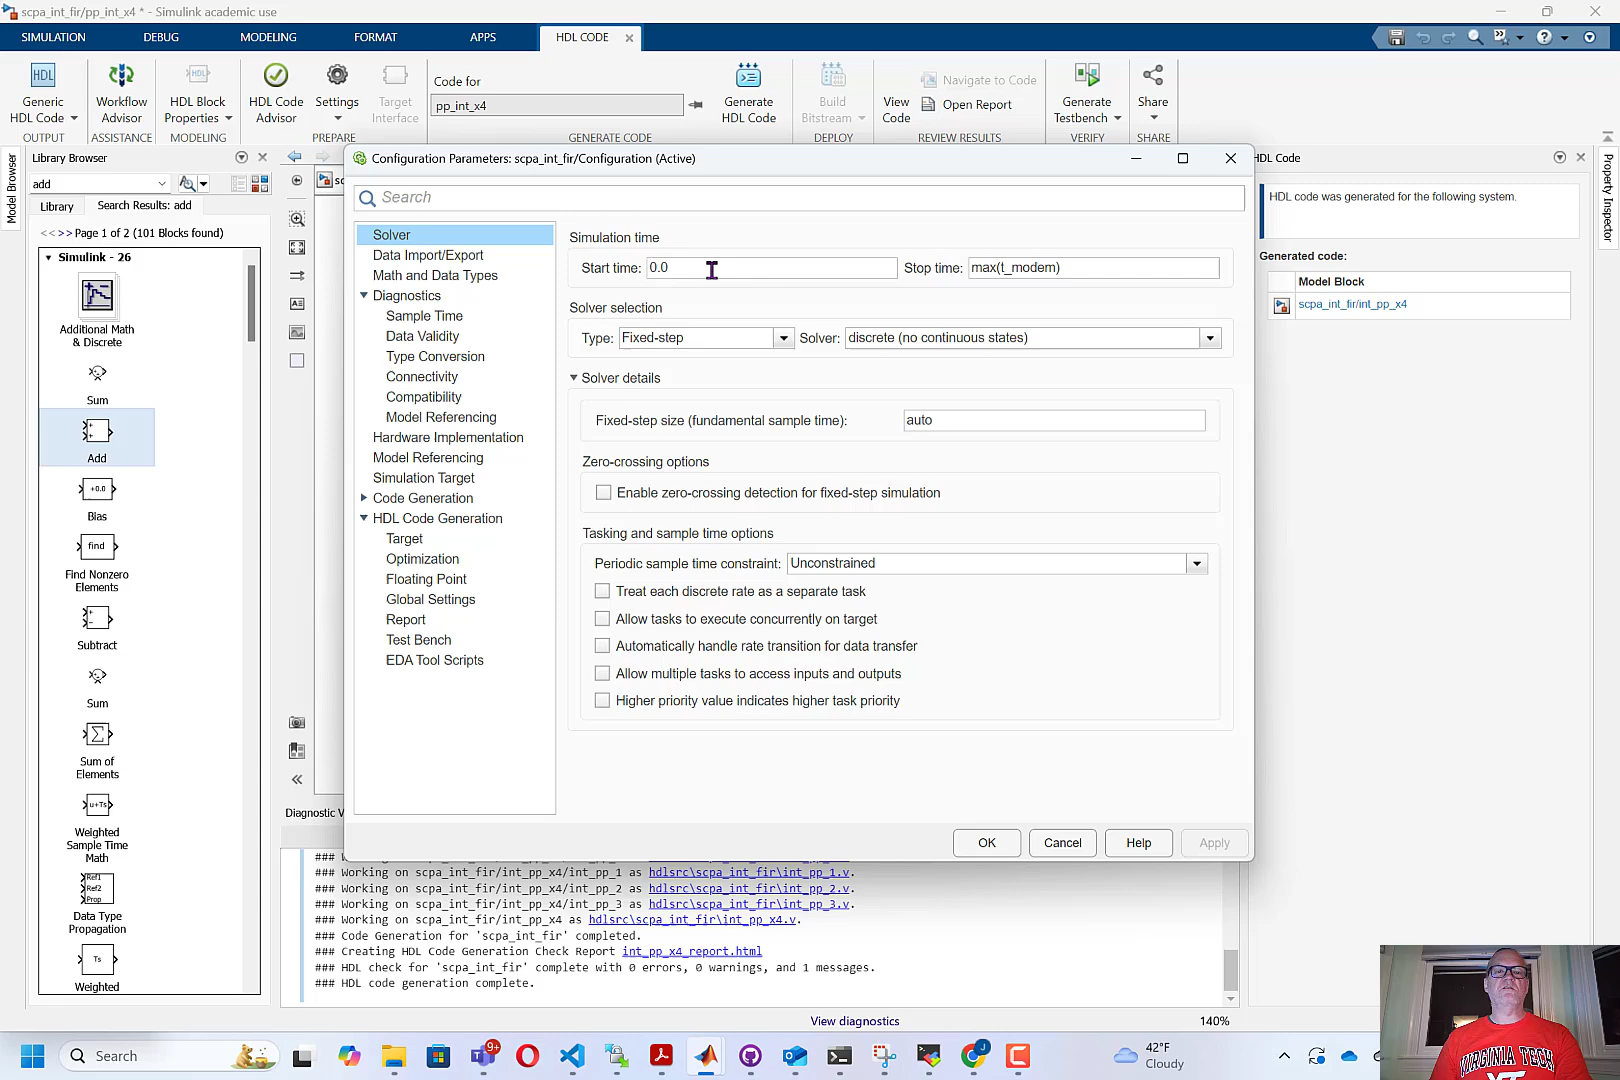 scpa_int_fir/pp_int_x4 * - Simulink academic use
SIMULATION
DEBUG
MODELING
FORMAT
APPS
HDL CODE
HDL
Generic
HDL Code
OUTPUT
Workflow
Advisor
ASSISTANCE
HDL
HDL Block
Properties
MODELING
HDL Code
Advisor
Settings
Target
Interface
PREPARE
Code for
pp_int_x4
Generate
HDL Code
GENERATE CODE
Build
Bitstream
DEPLOY
View
Code
Navigate to Code
Open Report
REVIEW RESULTS
Generate
Testbench
VERIFY
Share
SHARE
Model Browser
Library Browser
add
Library
Search Results: add
<< >> Page 1 of 2 (101 Blocks found)
Simulink - 26
Additional Math
& Discrete
Sum
Add
+0.0
Bias
find
Find Nonzero
Elements
Subtract
Sum
Σ
Sum of
Elements
u+Ts
Weighted
Sample Time
Math
Ref1
Ref2
Prop
Data Type
Propagation
Ts
Weighted
sc
Configuration Parameters: scpa_int_fir/Configuration (Active)
Search
Solver
Data Import/Export
Math and Data Types
Diagnostics
Sample Time
Data Validity
Type Conversion
Connectivity
Compatibility
Model Referencing
Hardware Implementation
Model Referencing
Simulation Target
Code Generation
HDL Code Generation
Target
Optimization
Floating Point
Global Settings
Report
Test Bench
EDA Tool Scripts
Simulation time
Start time: 0.0
Stop time: max(t_modem)
Solver selection
Type: Fixed-step
Solver: discrete (no continuous states)
Solver details
Fixed-step size (fundamental sample time): auto
Zero-crossing options
Enable zero-crossing detection for fixed-step simulation
Tasking and sample time options
Periodic sample time constraint: Unconstrained
Treat each discrete rate as a separate task
Allow tasks to execute concurrently on target
Automatically handle rate transition for data transfer
Allow multiple tasks to access inputs and outputs
Higher priority value indicates higher task priority
OK
Cancel
Help
Apply
HDL Code
Property Inspector
HDL code was generated for the following system.
Generated code:
Model Block
scpa_int_fir/int_pp_x4
Diagnostic V
### Working on scpa_int_fir/int_pp_x4/int_pp_1 as hdlsrc\scpa_int_fir\int_pp_1.v.
### Working on scpa_int_fir/int_pp_x4/int_pp_2 as hdlsrc\scpa_int_fir\int_pp_2.v.
### Working on scpa_int_fir/int_pp_x4/int_pp_3 as hdlsrc\scpa_int_fir\int_pp_3.v.
### Working on scpa_int_fir/int_pp_x4 as hdlsrc\scpa_int_fir\int_pp_x4.v.
### Code Generation for 'scpa_int_fir' completed.
### Creating HDL Code Generation Check Report int_pp_x4_report.html
### HDL check for 'scpa_int_fir' complete with 0 errors, 0 warnings, and 1 messages.
### HDL code generation complete.
View diagnostics
140%
Search
9+
J
42°F
Cloudy
VIRGINIA TECH